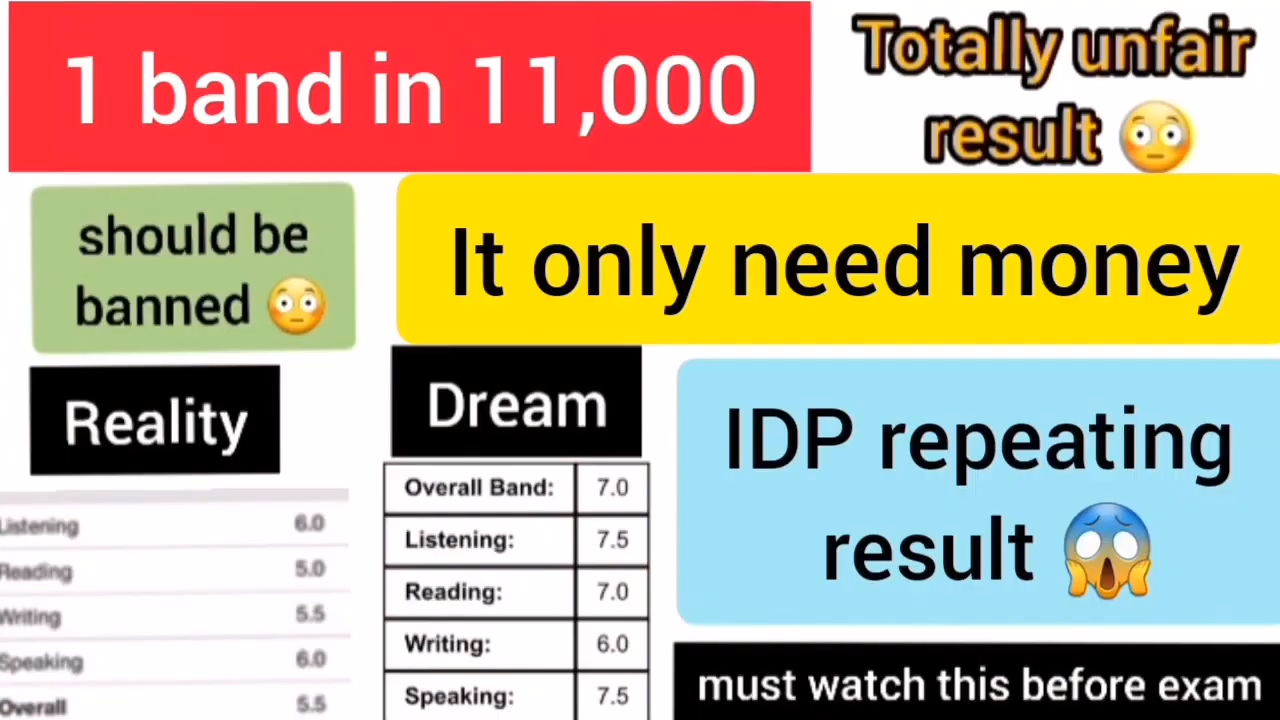 1 band in 11,000
Totally unfair
result 😳
should be
banned 😳
It only need money
Reality
Dream
IDP repeating
result 😱
Listening 6.0
Reading 5.0
Writing 5.5
Speaking 6.0
Overall 5.5
Overall Band: 7.0
Listening: 7.5
Reading: 7.0
Writing: 6.0
Speaking: 7.5
must watch this before exam